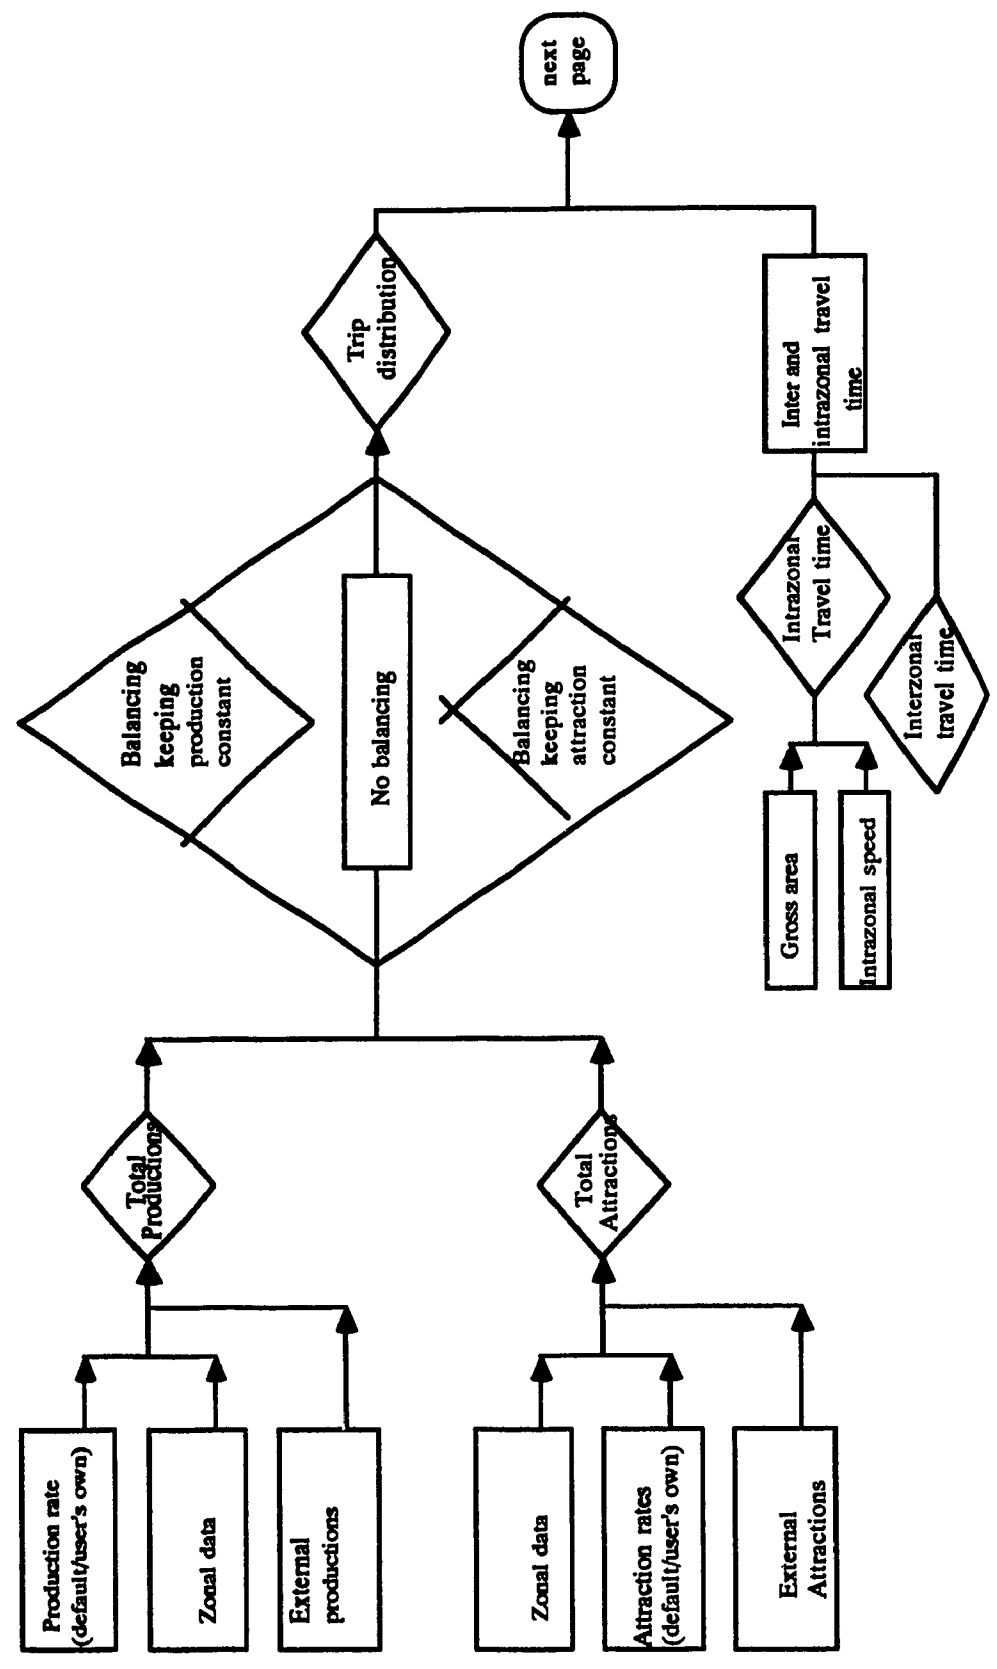 Production rate
(default/user's own)
Zonal data
External
productions
Zonal data
Attraction rates
(default/user's own)
External
Attractions
Total
Productions
Total
Attractions
Balancing
keeping
production
constant
No balancing
Balancing
keeping
attraction
constant
Trip
distribution
Gross area
Intrazonal speed
Intrazonal
Travel time
Interzonal
travel time
Inter and
intrazonal travel
time
next
page